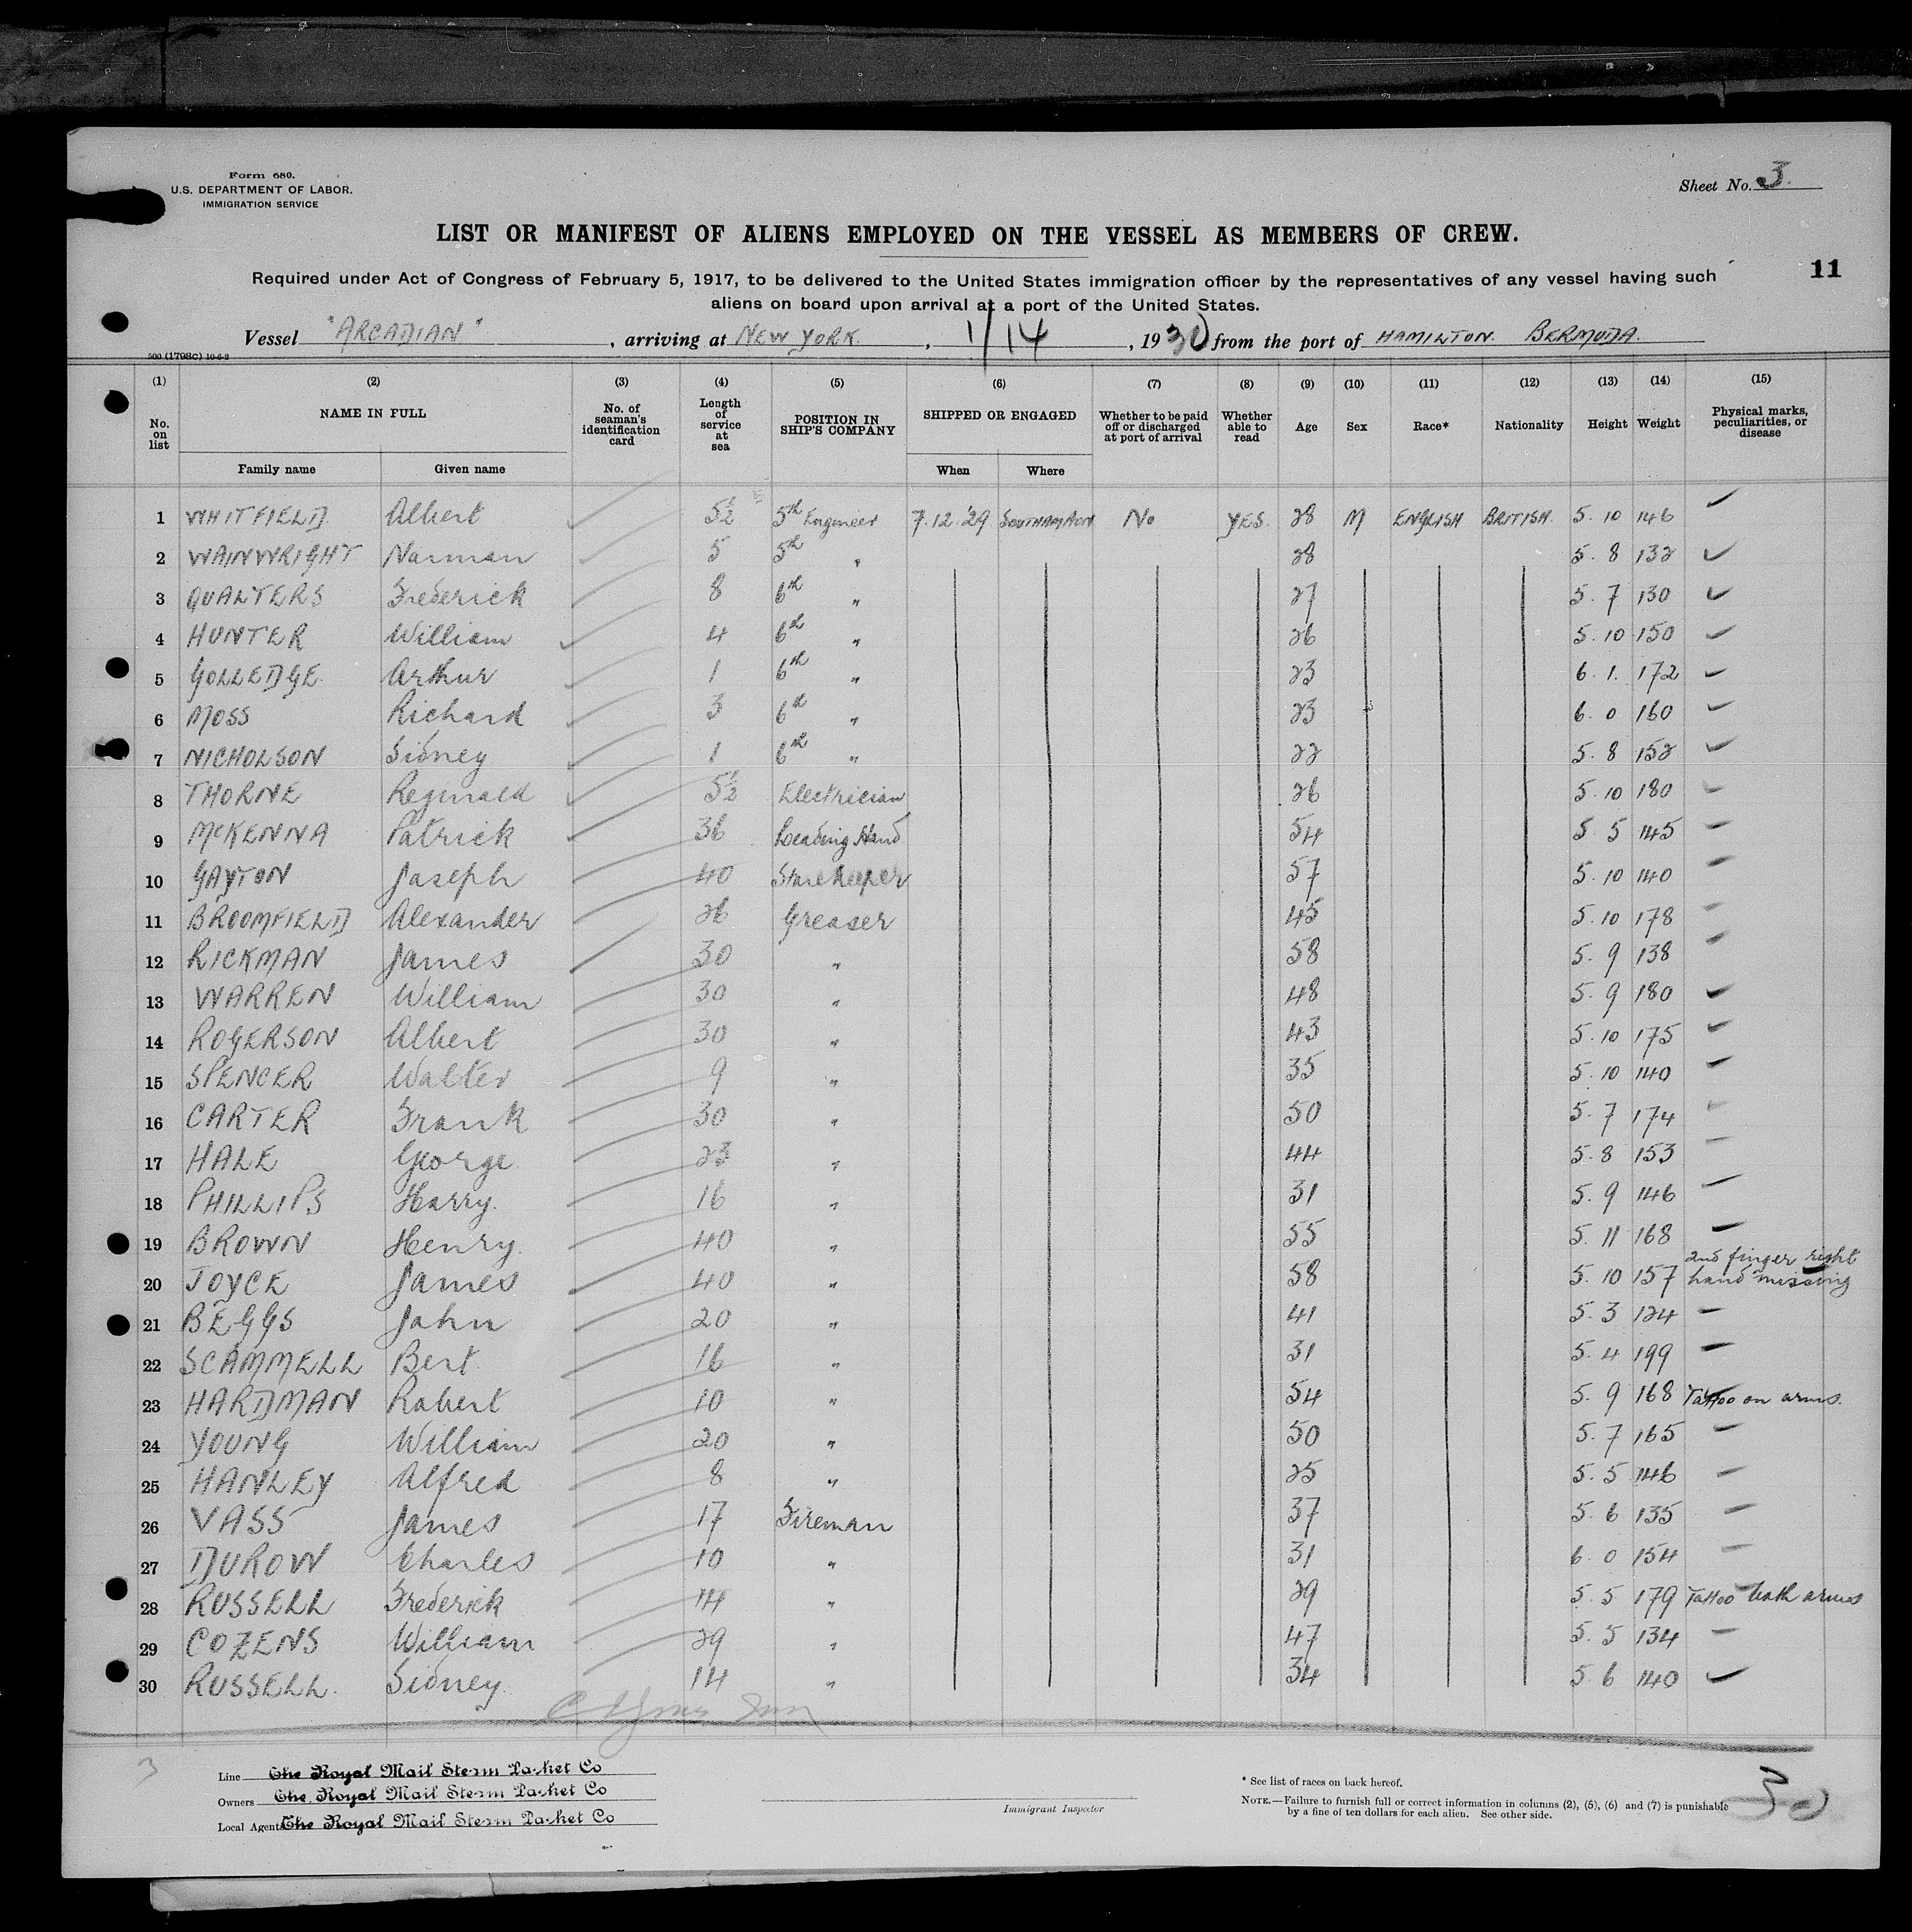 Form 680.
U.S. DEPARTMENT OF LABOR.
IMMIGRATION SERVICE
Sheet No. 3
LIST OR MANIFEST OF ALIENS EMPLOYED ON THE VESSEL AS MEMBERS OF CREW.
11
Required under Act of Congress of February 5, 1917, to be delivered to the United States immigration officer by the representatives of any vessel having such
aliens on board upon arrival at a port of the United States.
Vessel "ARCADIAN", arriving at NEW YORK., 1/14, 1930 from the port of HAMILTON. BERMUDA.
500 (1798C) 10-6-2
(1) (2) (3) (4) (5) (6) (7) (8) (9) (10) (11) (12) (13) (14) (15)
No. on list NAME IN FULL No. of seaman's identification card Length of service at sea POSITION IN SHIP'S COMPANY SHIPPED OR ENGAGED Whether to be paid off or discharged at port of arrival Whether able to read Age Sex Race* Nationality Height Weight Physical marks, peculiarities, or disease
Family name Given name When Where
1 WHITFIELD. Albert 5½ 5th Engineer 7.12.29 SOUTHAMPTON No YES. 28 M ENGLISH BRITISH. 5.10 146
2 WAINWRIGHT Norman 5 5th " 28 5.8 132
3 QUALTERS Frederick 8 6th " 27 5.7 130
4 HUNTER William 4 6th " 26 5.10 150
5 GOLLEDGE. Arthur 1 6th " 23 6.1. 172
6 MOSS Richard 3 6th " 23 6.0 160
7 NICHOLSON Sidney 1 6th " 22 5.8 152
8 THORNE Reginald 5½ Electrician 26 5.10 180
9 McKENNA Patrick 36 Leading Hand 54 5 5 145
10 GAYTON Joseph 40 Storekeeper 57 5.10 140
11 BROOMFIELD Alexander 26 Greaser 45 5.10 178
12 RICKMAN James 30 " 58 5.9 138
13 WARREN William 30 " 48 5.9 180
14 ROGERSON Albert 30 " 43 5.10 175
15 SPENCER Walter 9 " 35 5.10 140
16 CARTER Frank 30 " 50 5.7 174
17 HALE George 23 " 44 5.8 153
18 PHILLIPS Harry. 16 " 31 5.9 146
19 BROWN Henry. 40 " 55 5.11 168
20 JOYCE James 40 " 58 5.10 157 2nd finger right hand missing
21 BEGGS John 20 " 41 5.3 124
22 SCAMMELL Bert. 16 " 31 5.4 199
23 HARDMAN Robert 10 " 54 5.9 168 Tattoo on arms.
24 YOUNG William 20 " 50 5.7 165
25 HANLEY Alfred 8 " 25 5.5 146
26 VASS James 17 Fireman 37 5.6 135
27 DUROW Charles 10 " 31 6.0 154
28 RUSSELL Frederick 14 " 29 5.5 179 Tattoo both arms
29 COZENS William 29 " 47 5.5 134
30 RUSSELL. Sidney 14 " 34 5.6 140
3
Line The Royal Mail Steam Packet Co
Owners The Royal Mail Steam Packet Co
Local Agents The Royal Mail Steam Packet Co
Immigrant Inspector
* See list of races on back hereof.
NOTE.—Failure to furnish full or correct information in columns (2), (5), (6) and (7) is punishable
by a fine of ten dollars for each alien. See other side.
30